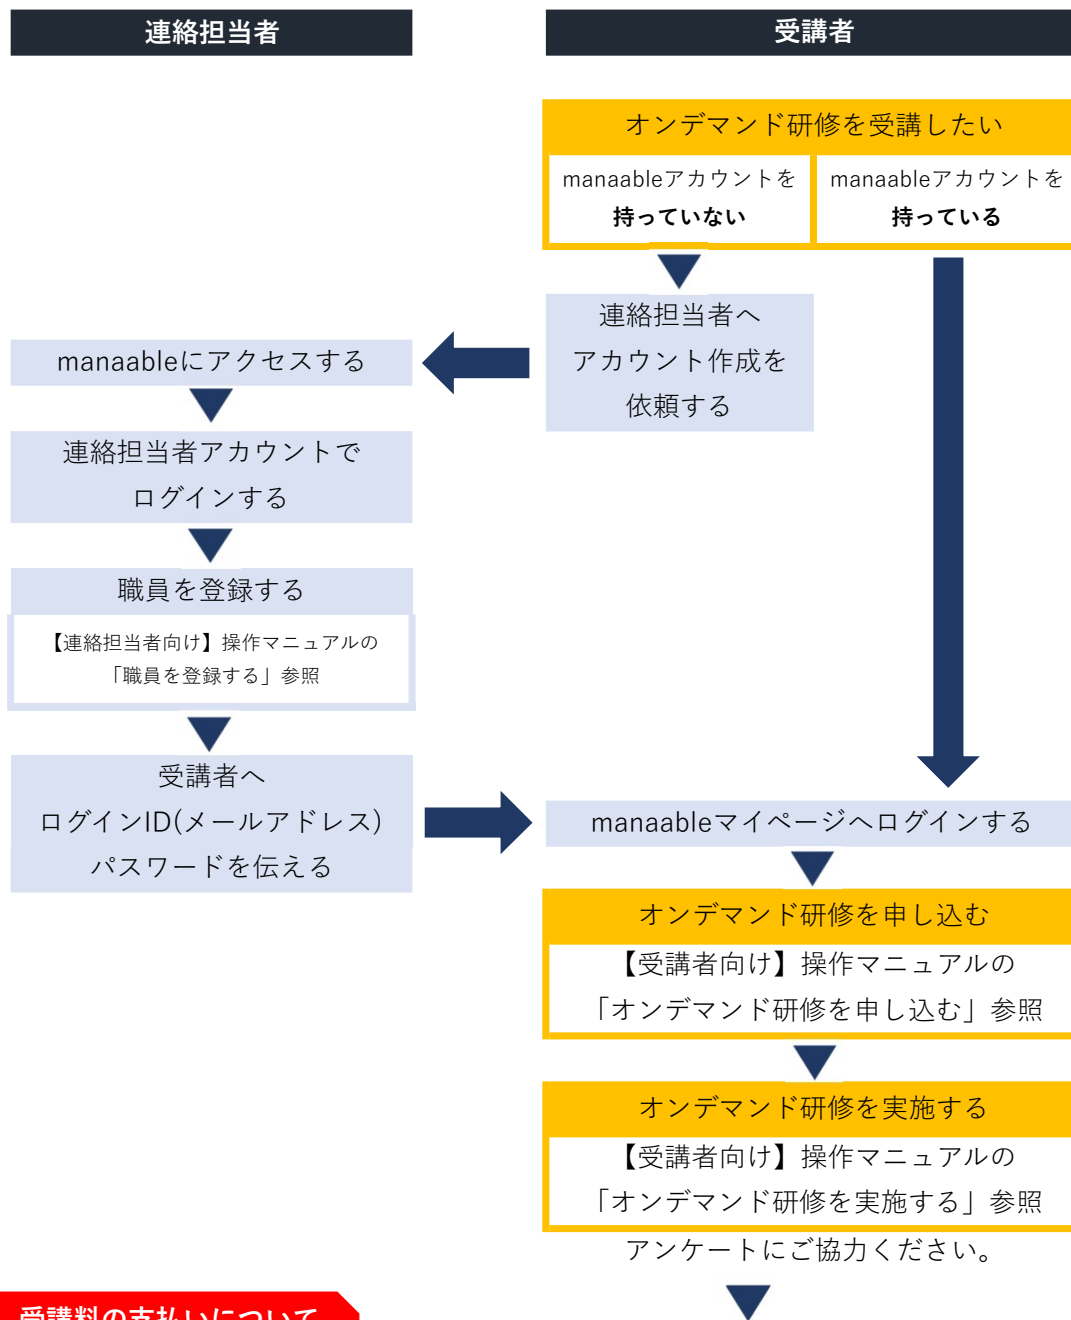 連絡担当者
受講者
オンデマンド研修を受講したい
manaableアカウントを
持っていない
manaableアカウントを
持っている
連絡担当者へ
アカウント作成を
依頼する
manaableにアクセスする
連絡担当者アカウントで
ログインする
職員を登録する
【連絡担当者向け】操作マニュアルの
「職員を登録する」参照
受講者へ
ログインID(メールアドレス)
パスワードを伝える
manaableマイページへログインする
オンデマンド研修を申し込む
【受講者向け】操作マニュアルの
「オンデマンド研修を申し込む」参照
オンデマンド研修を実施する
【受講者向け】操作マニュアルの
「オンデマンド研修を実施する」参照
アンケートにご協力ください。
受講料の支払いについて